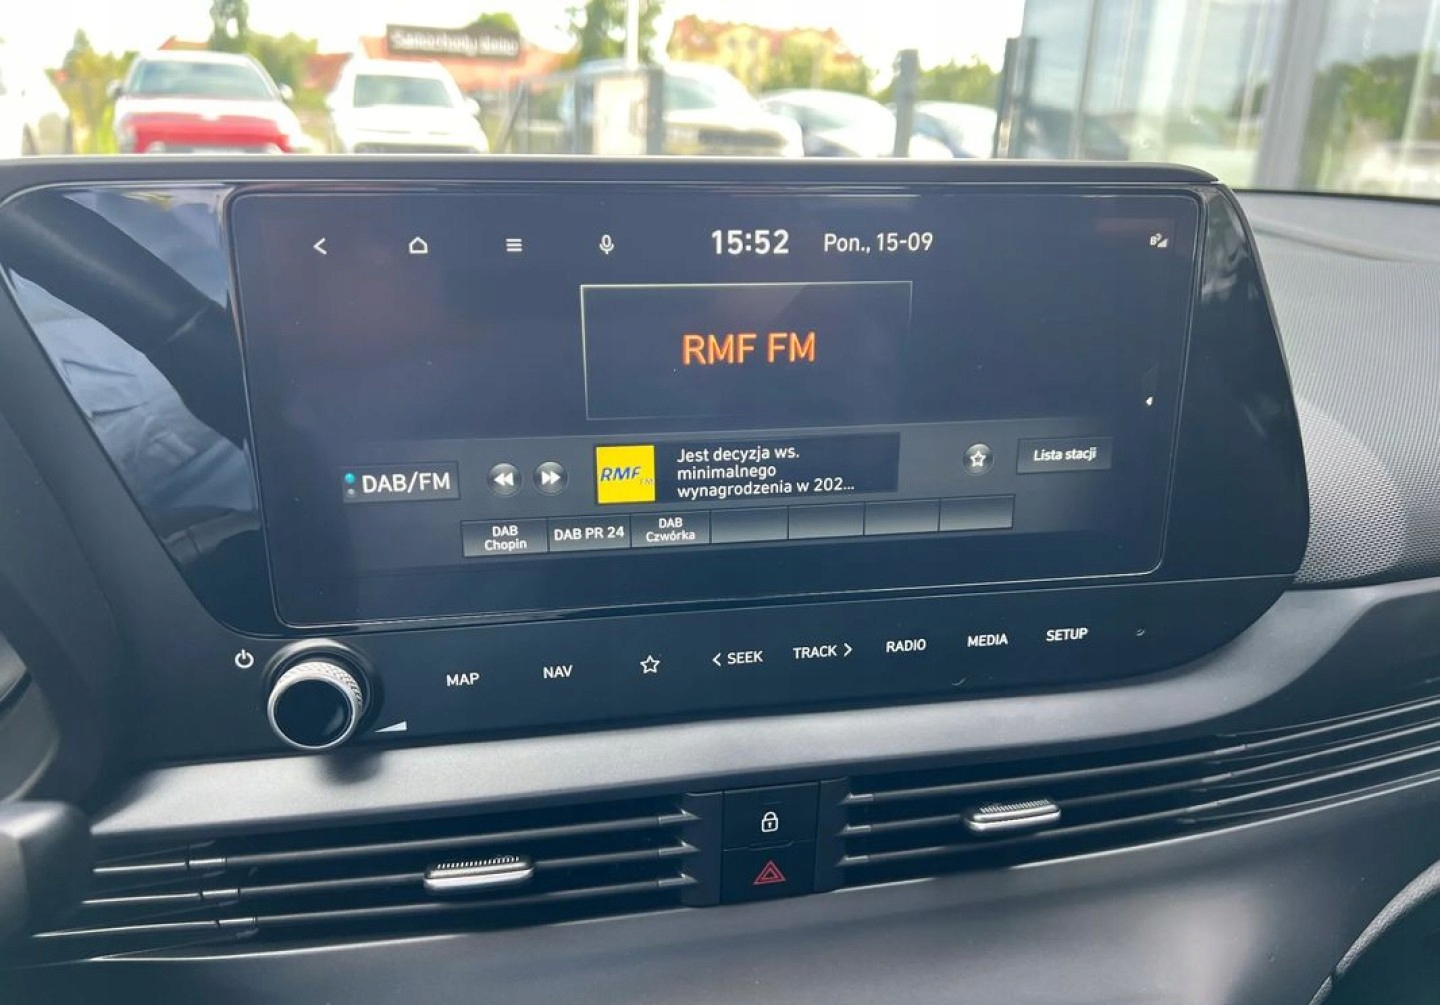 15:52 Pon., 15-09
RMF FM
DAB/FM
RMF FM
Jest decyzja ws.
minimalnego
wynagrodzenia w 202...
Lista stacji
DAB
Chopin
DAB PR 24
DAB
Czwórka
MAP
NAV
< SEEK
TRACK >
RADIO
MEDIA
SETUP